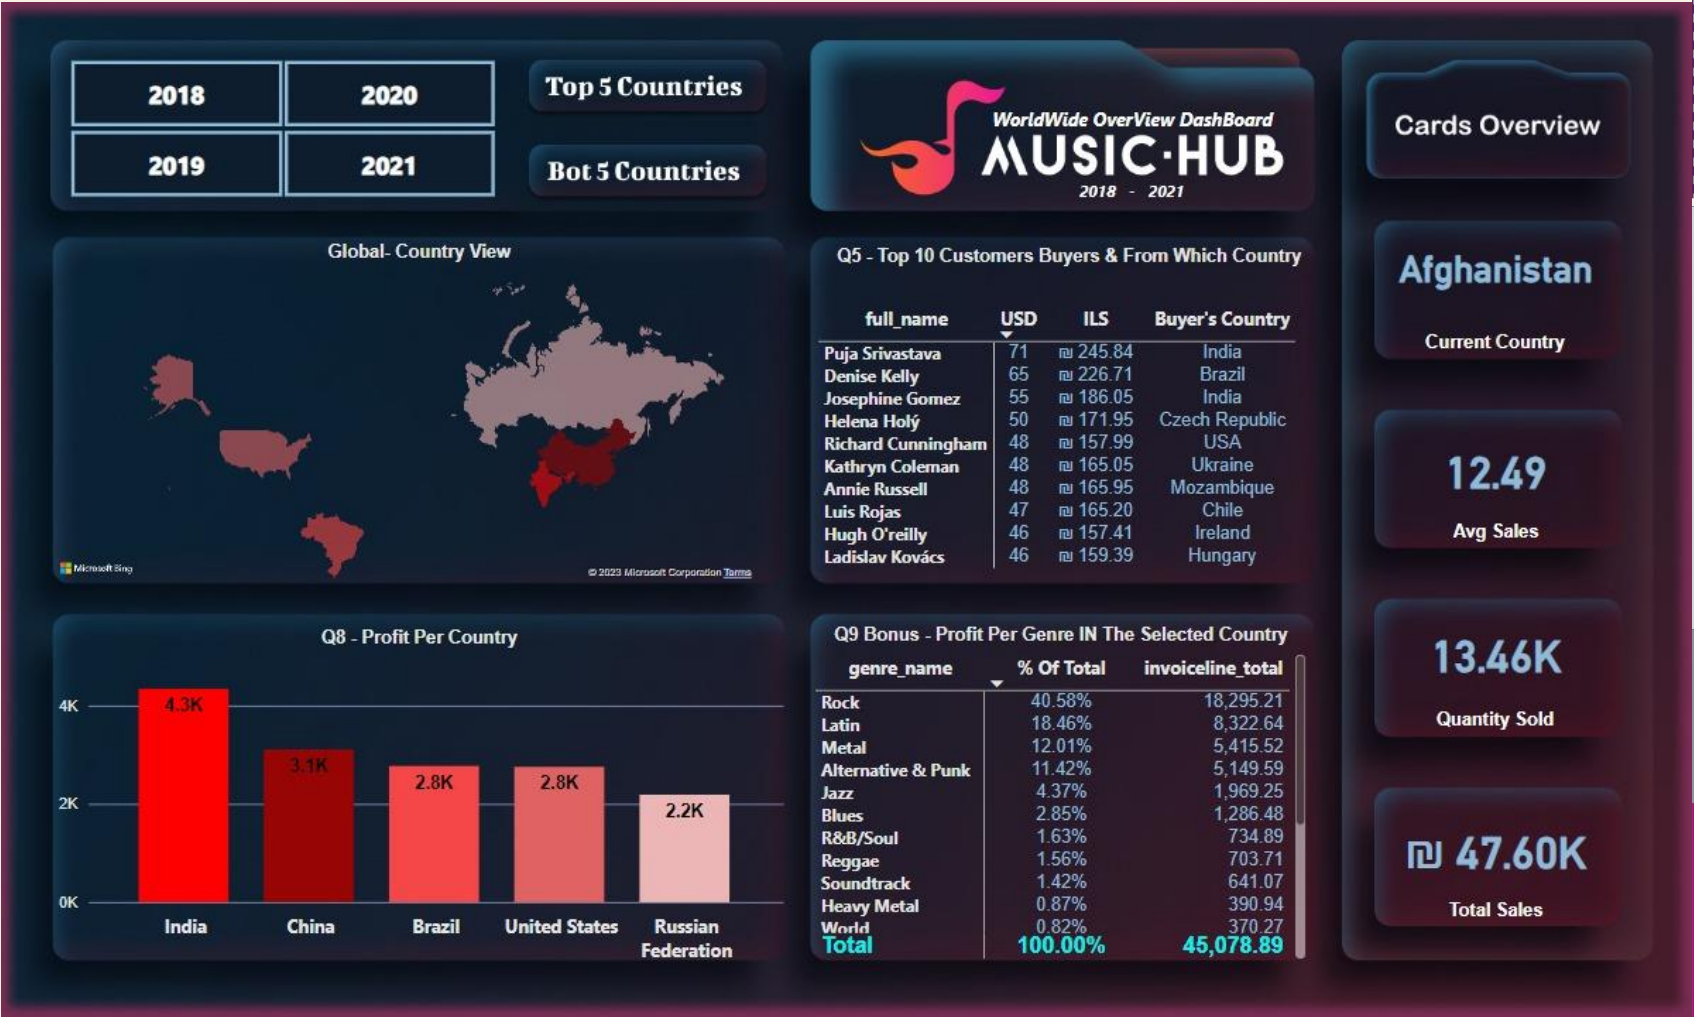 2018 2020
2019 2021
Top 5 Countries
Bot 5 Countries
WorldWide OverView DashBoard
MUSIC·HUB
2018 - 2021
Cards Overview
Global- Country View
Microsoft Bing
© 2023 Microsoft Corporation Terms
Q5 - Top 10 Customers Buyers & From Which Country
full_name USD ILS Buyer's Country
Puja Srivastava 71 ₪ 245.84 India
Denise Kelly 65 ₪ 226.71 Brazil
Josephine Gomez 55 ₪ 186.05 India
Helena Holý 50 ₪ 171.95 Czech Republic
Richard Cunningham 48 ₪ 157.99 USA
Kathryn Coleman 48 ₪ 165.05 Ukraine
Annie Russell 48 ₪ 165.95 Mozambique
Luis Rojas 47 ₪ 165.20 Chile
Hugh O'reilly 46 ₪ 157.41 Ireland
Ladislav Kovács 46 ₪ 159.39 Hungary
Afghanistan
Current Country
12.49
Avg Sales
13.46K
Quantity Sold
₪ 47.60K
Total Sales
Q8 - Profit Per Country
4K
2K
0K
4.3K 3.1K 2.8K 2.8K 2.2K
India China Brazil United States Russian
Federation
Q9 Bonus - Profit Per Genre IN The Selected Country
genre_name % Of Total invoiceline_total
Rock 40.58% 18,295.21
Latin 18.46% 8,322.64
Metal 12.01% 5,415.52
Alternative & Punk 11.42% 5,149.59
Jazz 4.37% 1,969.25
Blues 2.85% 1,286.48
R&B/Soul 1.63% 734.89
Reggae 1.56% 703.71
Soundtrack 1.42% 641.07
Heavy Metal 0.87% 390.94
World 0.82% 370.27
Total 100.00% 45,078.89